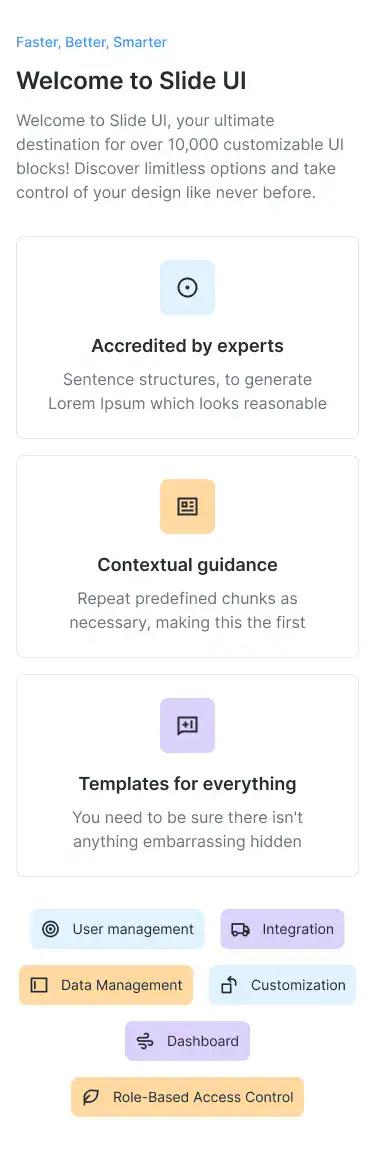 Faster, Better, Smarter
Welcome to Slide UI
Welcome to Slide UI, your ultimate
destination for over 10,000 customizable UI
blocks! Discover limitless options and take
control of your design like never before.
Accredited by experts
Sentence structures, to generate
Lorem Ipsum which looks reasonable
Contextual guidance
Repeat predefined chunks as
necessary, making this the first
Templates for everything
You need to be sure there isn't
anything embarrassing hidden
User management
Integration
Data Management
Customization
Dashboard
Role-Based Access Control